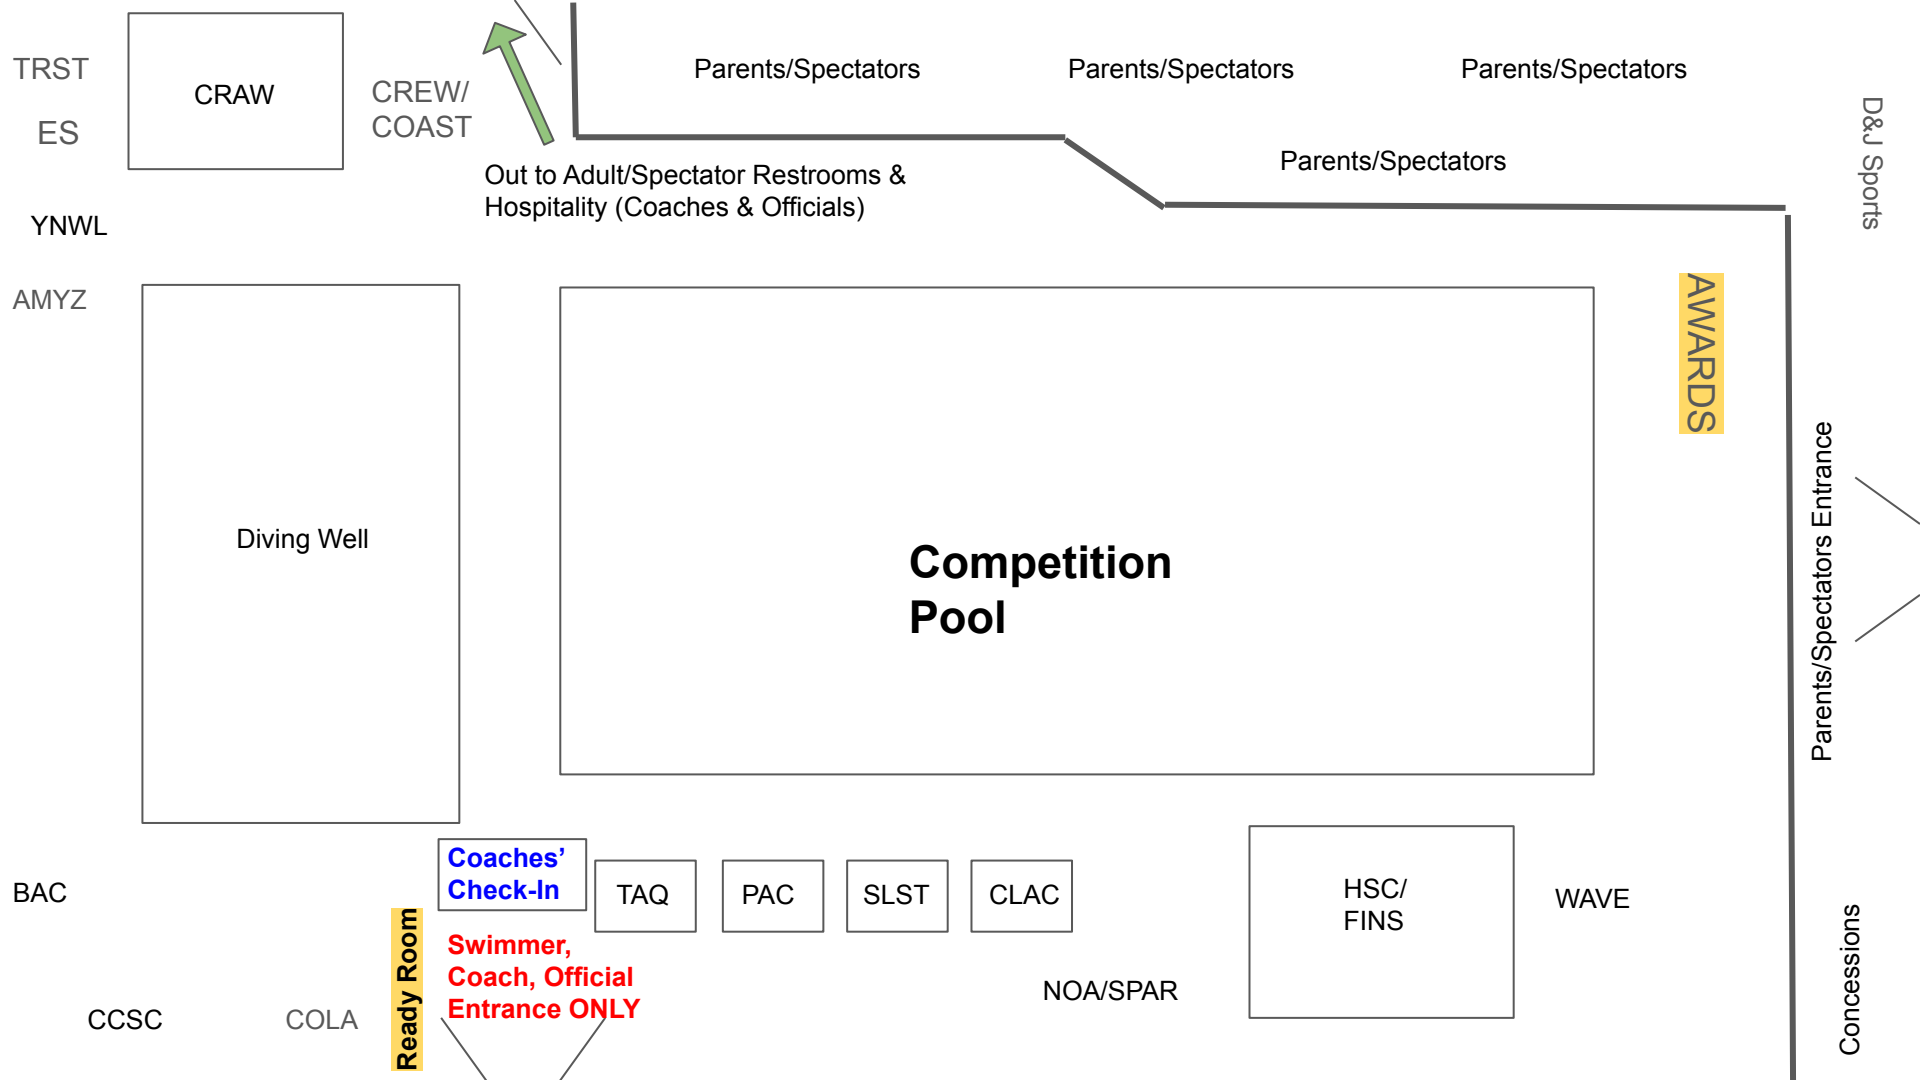 TRST
CRAW
CREW/
COAST
Parents/Spectators
Parents/Spectators
Parents/Spectators
D&J Sports
ES
Parents/Spectators
Out to Adult/Spectator Restrooms &
Hospitality (Coaches & Officials)
YNWL
AMYZ
AWARDS
Diving Well
Competition
Pool
Parents/Spectators Entrance
Coaches’
Check-In
TAQ
PAC
SLST
CLAC
HSC/
FINS
WAVE
BAC
Ready Room
Swimmer,
Coach, Official
Entrance ONLY
NOA/SPAR
Concessions
CCSC
COLA